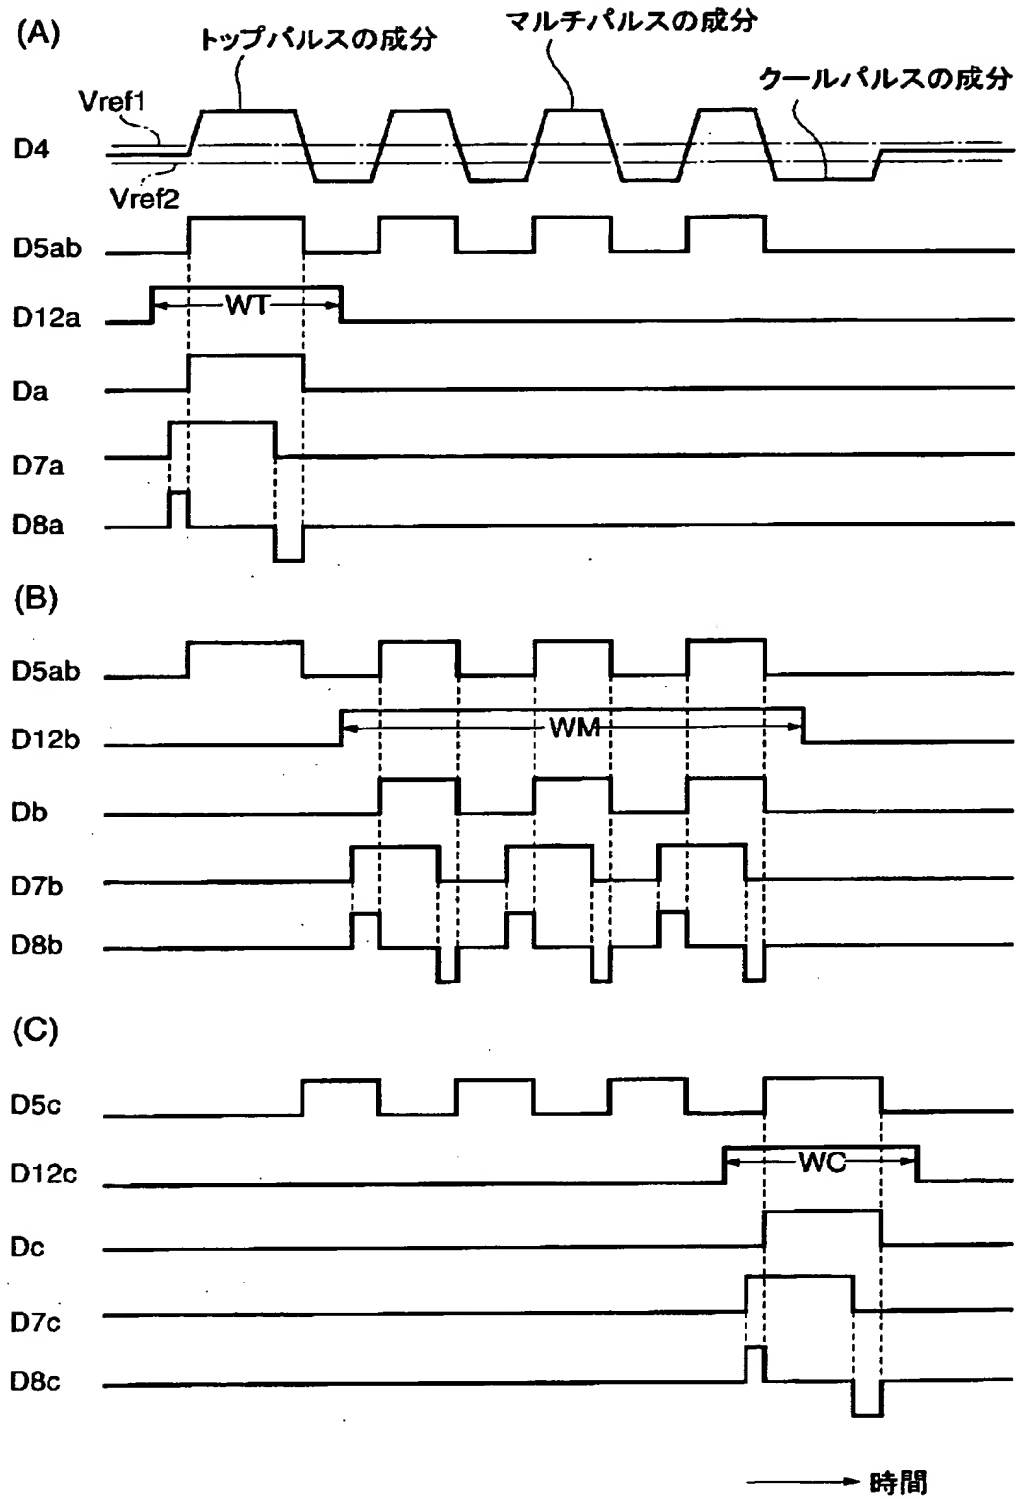 (A)
トップパルスの成分
マルチパルスの成分
クールパルスの成分
Vref1
D4
Vref2
D5ab
D12a
WT
Da
D7a
D8a
(B)
D5ab
D12b
WM
Db
D7b
D8b
(C)
D5c
D12c
WC
Dc
D7c
D8c
時間